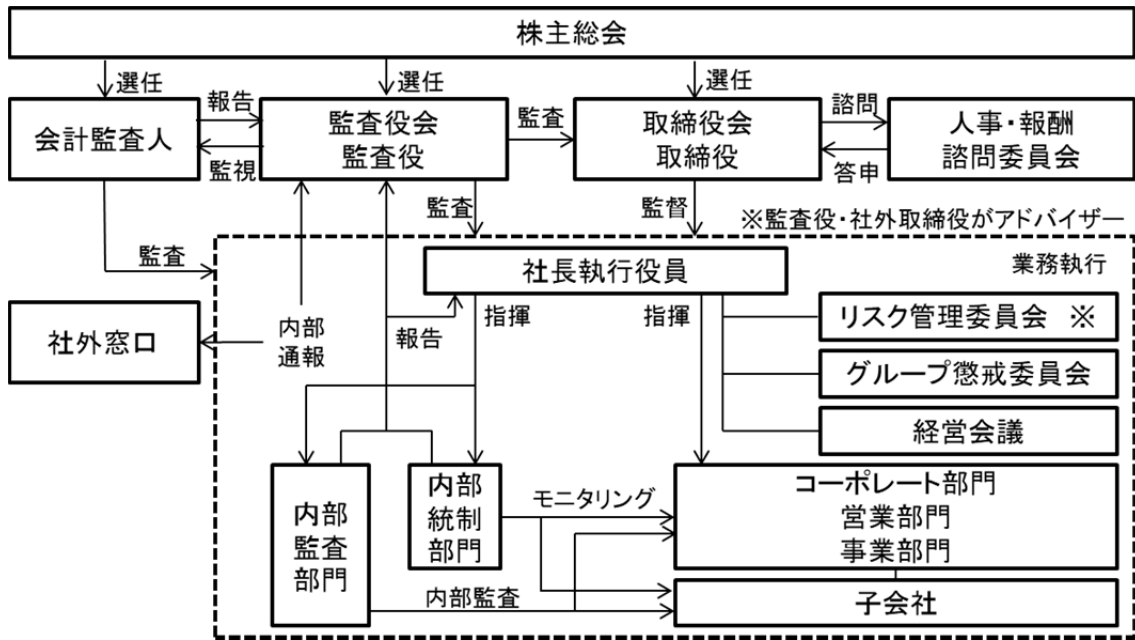 株主総会
選任
選任
選任
会計監査人
報告
監視
監査役会
監査役
監査
取締役会
取締役
諮問
答申
人事・報酬
諮問委員会
監査
監督
※監査役・社外取締役がアドバイザー
監査
業務執行
社長執行役員
社外窓口
内部
通報
報告
指揮
指揮
リスク管理委員会 ※
グループ懲戒委員会
経営会議
内部
監査
部門
内部
統制
部門
モニタリング
内部監査
コーポレート部門
営業部門
事業部門
子会社